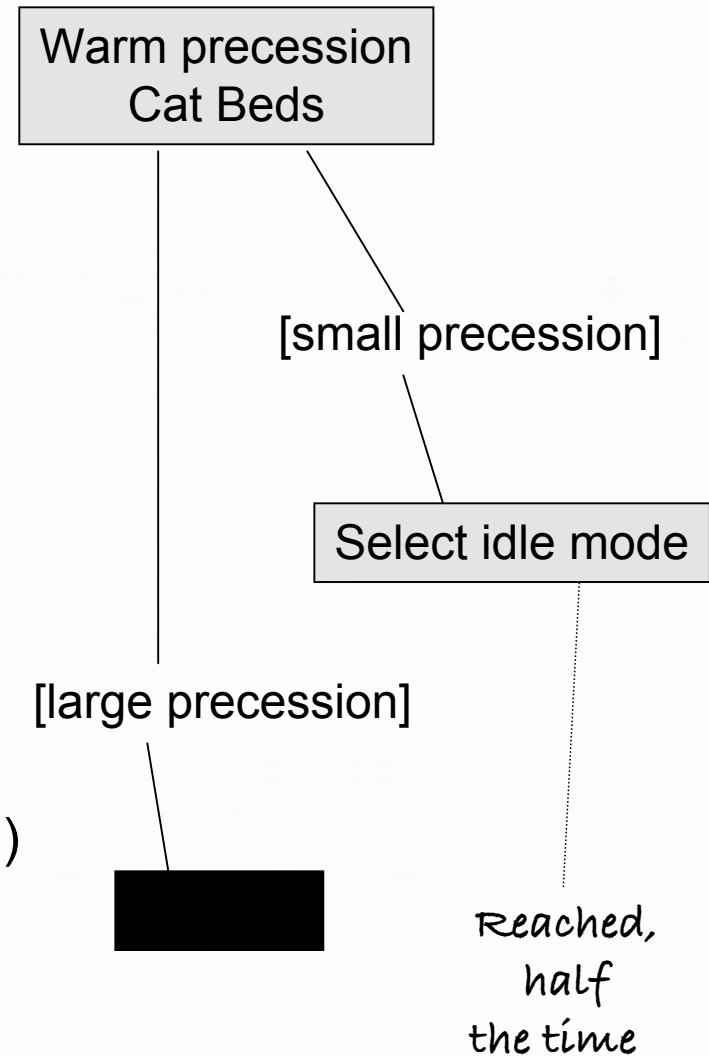 Warm precession
Cat Beds
[small precession]
Select idle mode
[large precession]
)
Reached,
half
the time